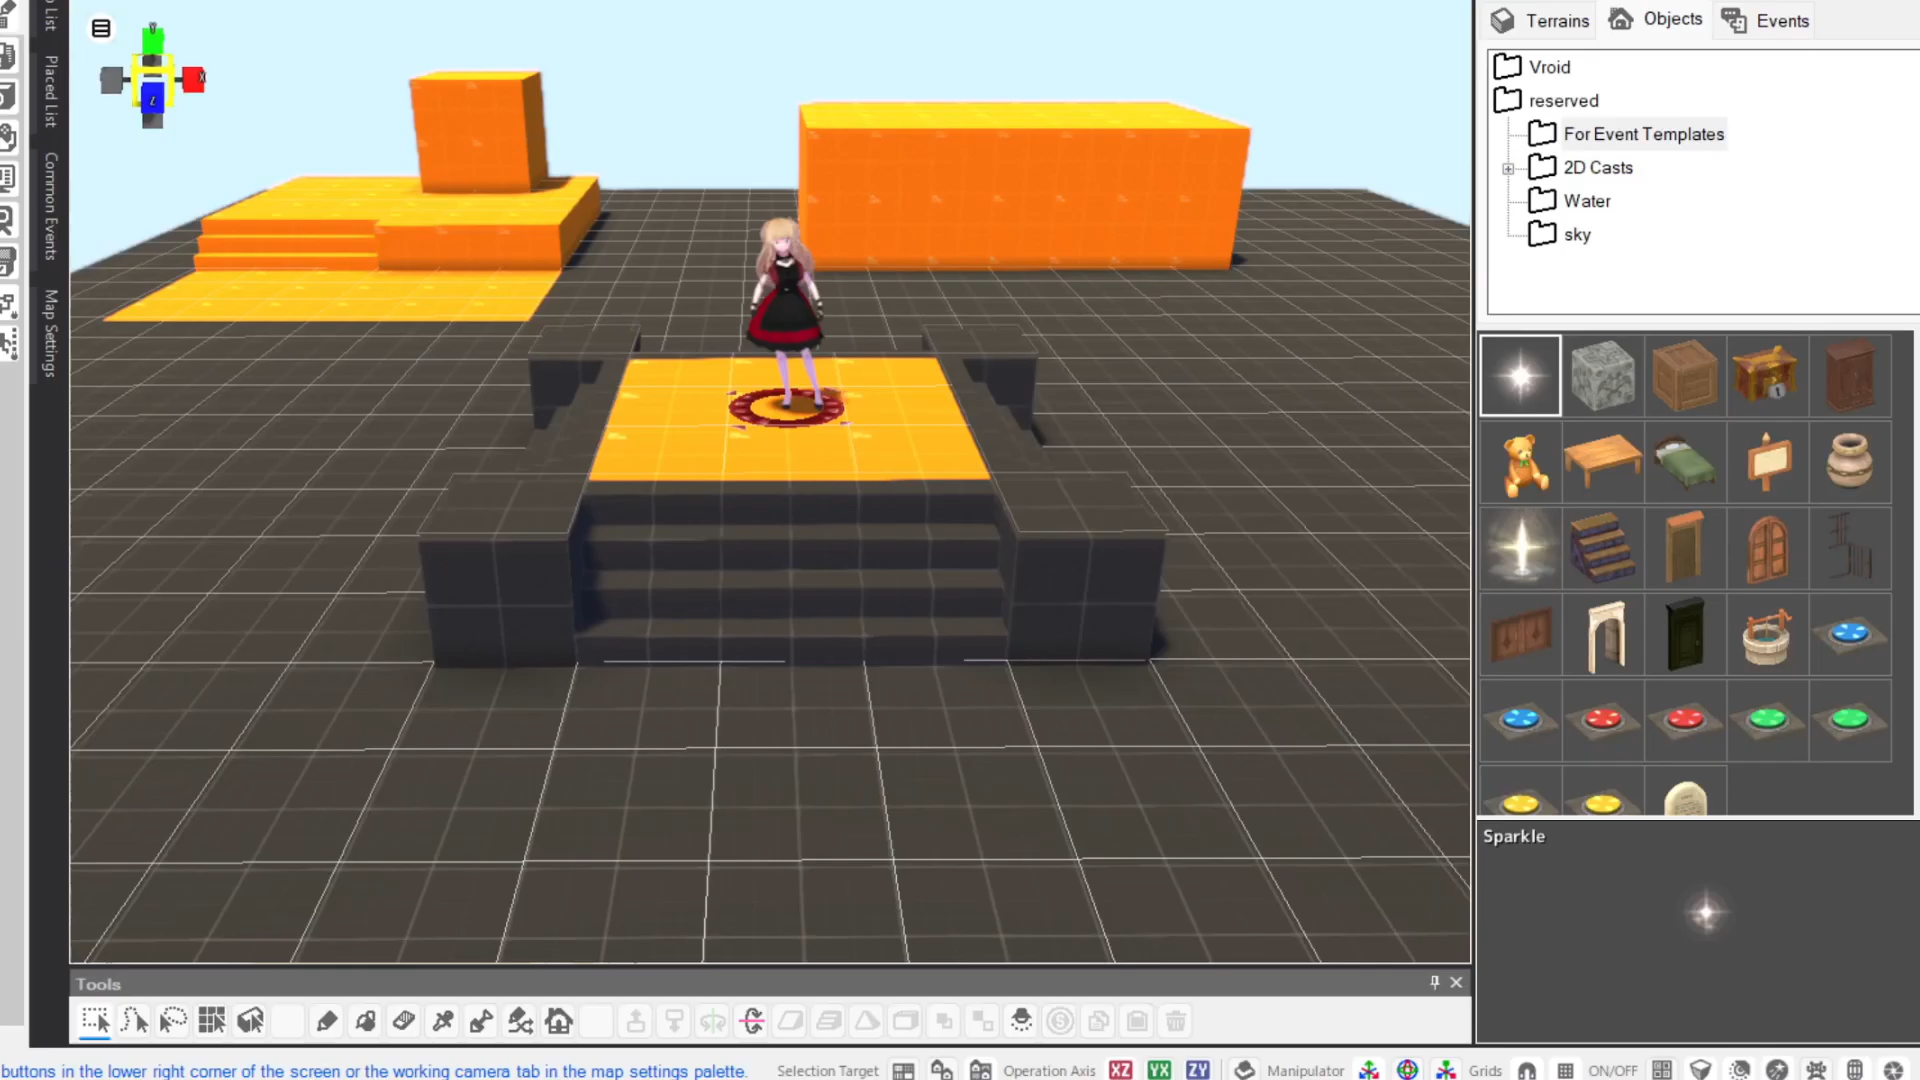 List
Placed List
Common Events
Map Settings
Y
X
Z
Terrains
Objects
Events
Vroid
reserved
For Event Templates
2D Casts
Water
sky
Sparkle
Tools
buttons in the lower right corner of the screen or the working camera tab in the map settings palette.
Selection Target
Operation Axis
XZ
YX
ZY
Manipulator
Grids
ON/OFF